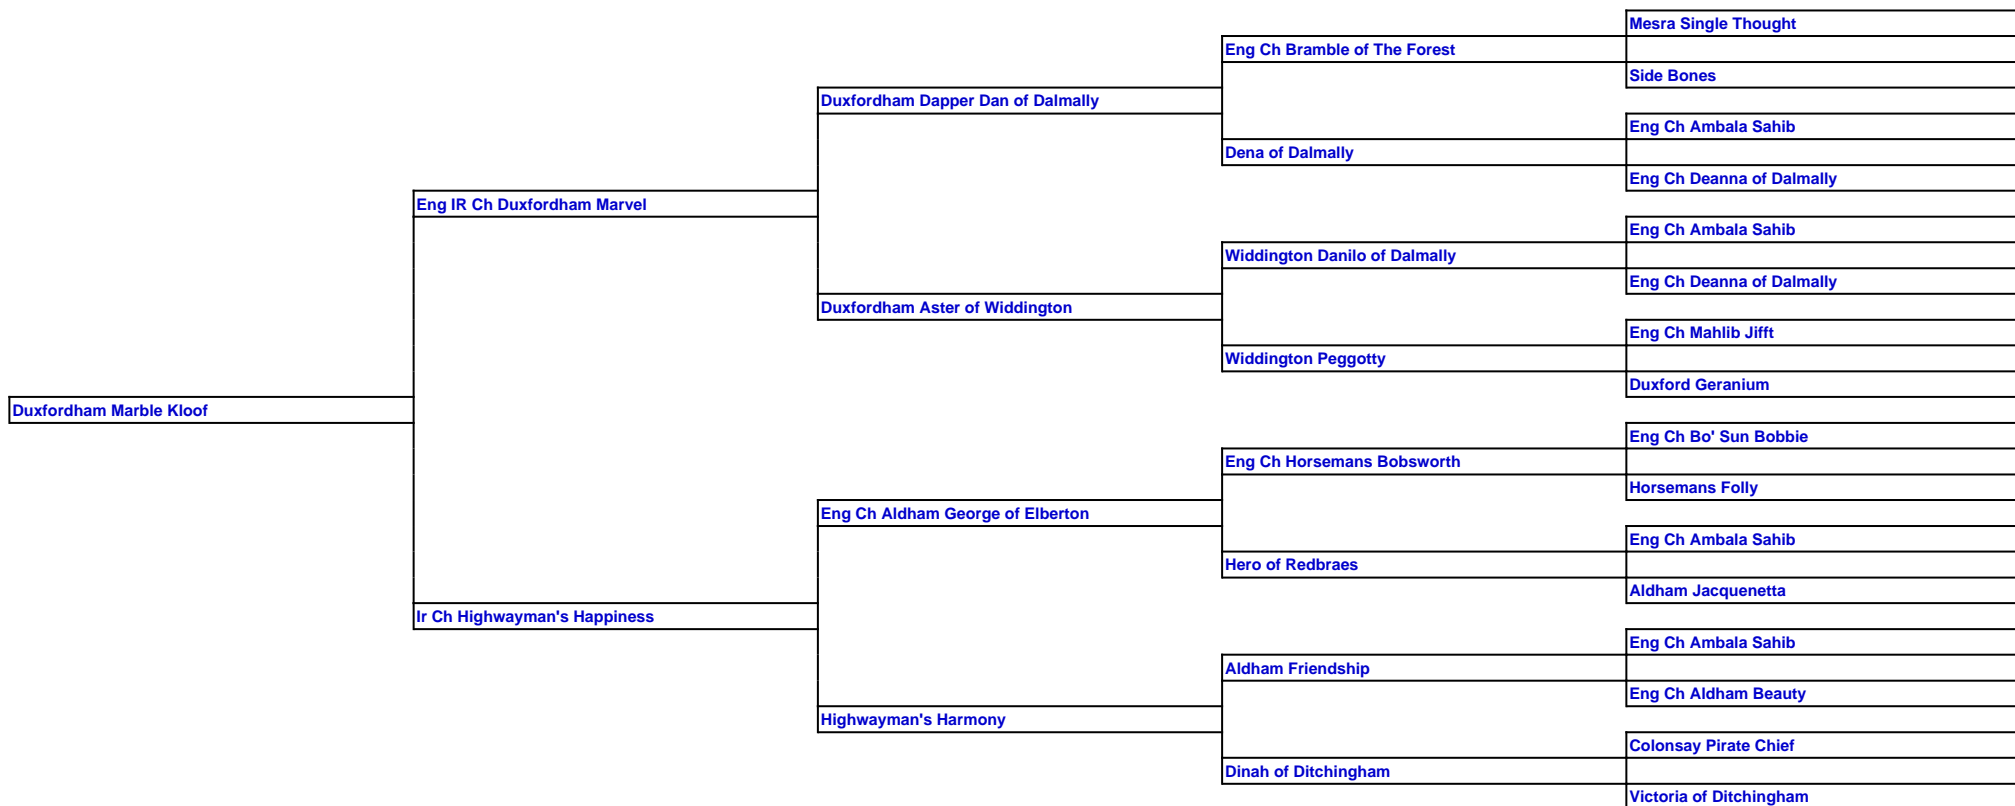 Mesra Single Thought
Eng Ch Bramble of The Forest
Side Bones
Duxfordham Dapper Dan of Dalmally
Eng Ch Ambala Sahib
Dena of Dalmally
Eng Ch Deanna of Dalmally
Eng IR Ch Duxfordham Marvel
Eng Ch Ambala Sahib
Widdington Danilo of Dalmally
Eng Ch Deanna of Dalmally
Duxfordham Aster of Widdington
Eng Ch Mahlib Jifft
Widdington Peggotty
Duxford Geranium
Duxfordham Marble Kloof
Eng Ch Bo' Sun Bobbie
Eng Ch Horsemans Bobsworth
Horsemans Folly
Eng Ch Aldham George of Elberton
Eng Ch Ambala Sahib
Hero of Redbraes
Aldham Jacquenetta
Ir Ch Highwayman's Happiness
Eng Ch Ambala Sahib
Aldham Friendship
Eng Ch Aldham Beauty
Highwayman's Harmony
Colonsay Pirate Chief
Dinah of Ditchingham
Victoria of Ditchingham